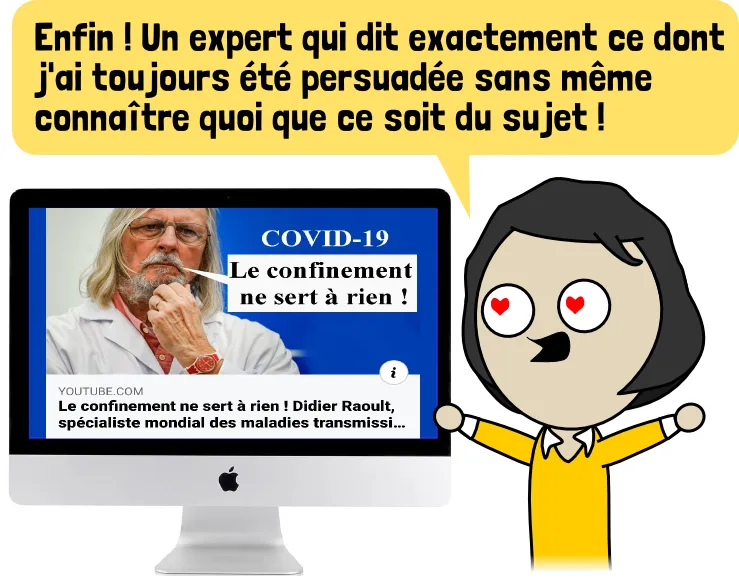 Enfin ! Un expert qui dit exactement ce dont
j'ai toujours été persuadée sans même
connaître quoi que ce soit du sujet !
COVID-19
Le confinement
ne sert à rien !
i
YOUTUBE.COM
Le confinement ne sert à rien ! Didier Raoult,
spécialiste mondial des maladies transmissi...